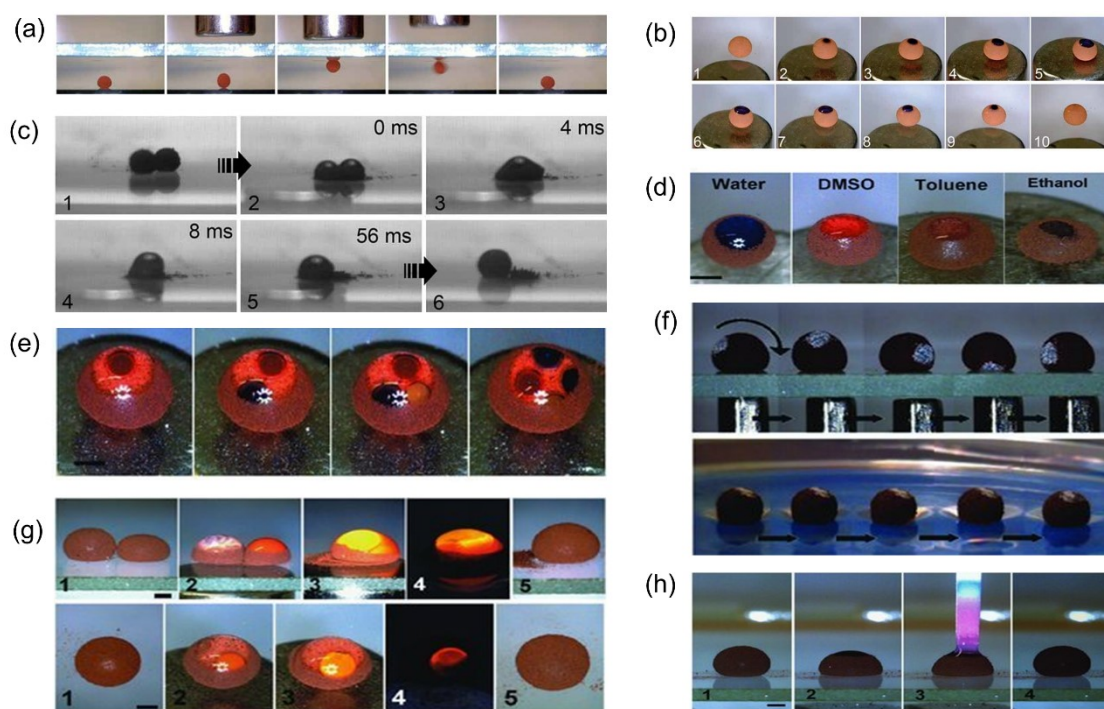 (a)
(b)
1 2 3 4 5
6 7 8 9 10
(c)
0 ms 4 ms
1 2 3
8 ms 56 ms
4 5 6
(d)
Water DMSO Toluene Ethanol
(e)
(f)
(g)
1 2 3 4 5
1 2 3 4 5
(h)
1 2 3 4